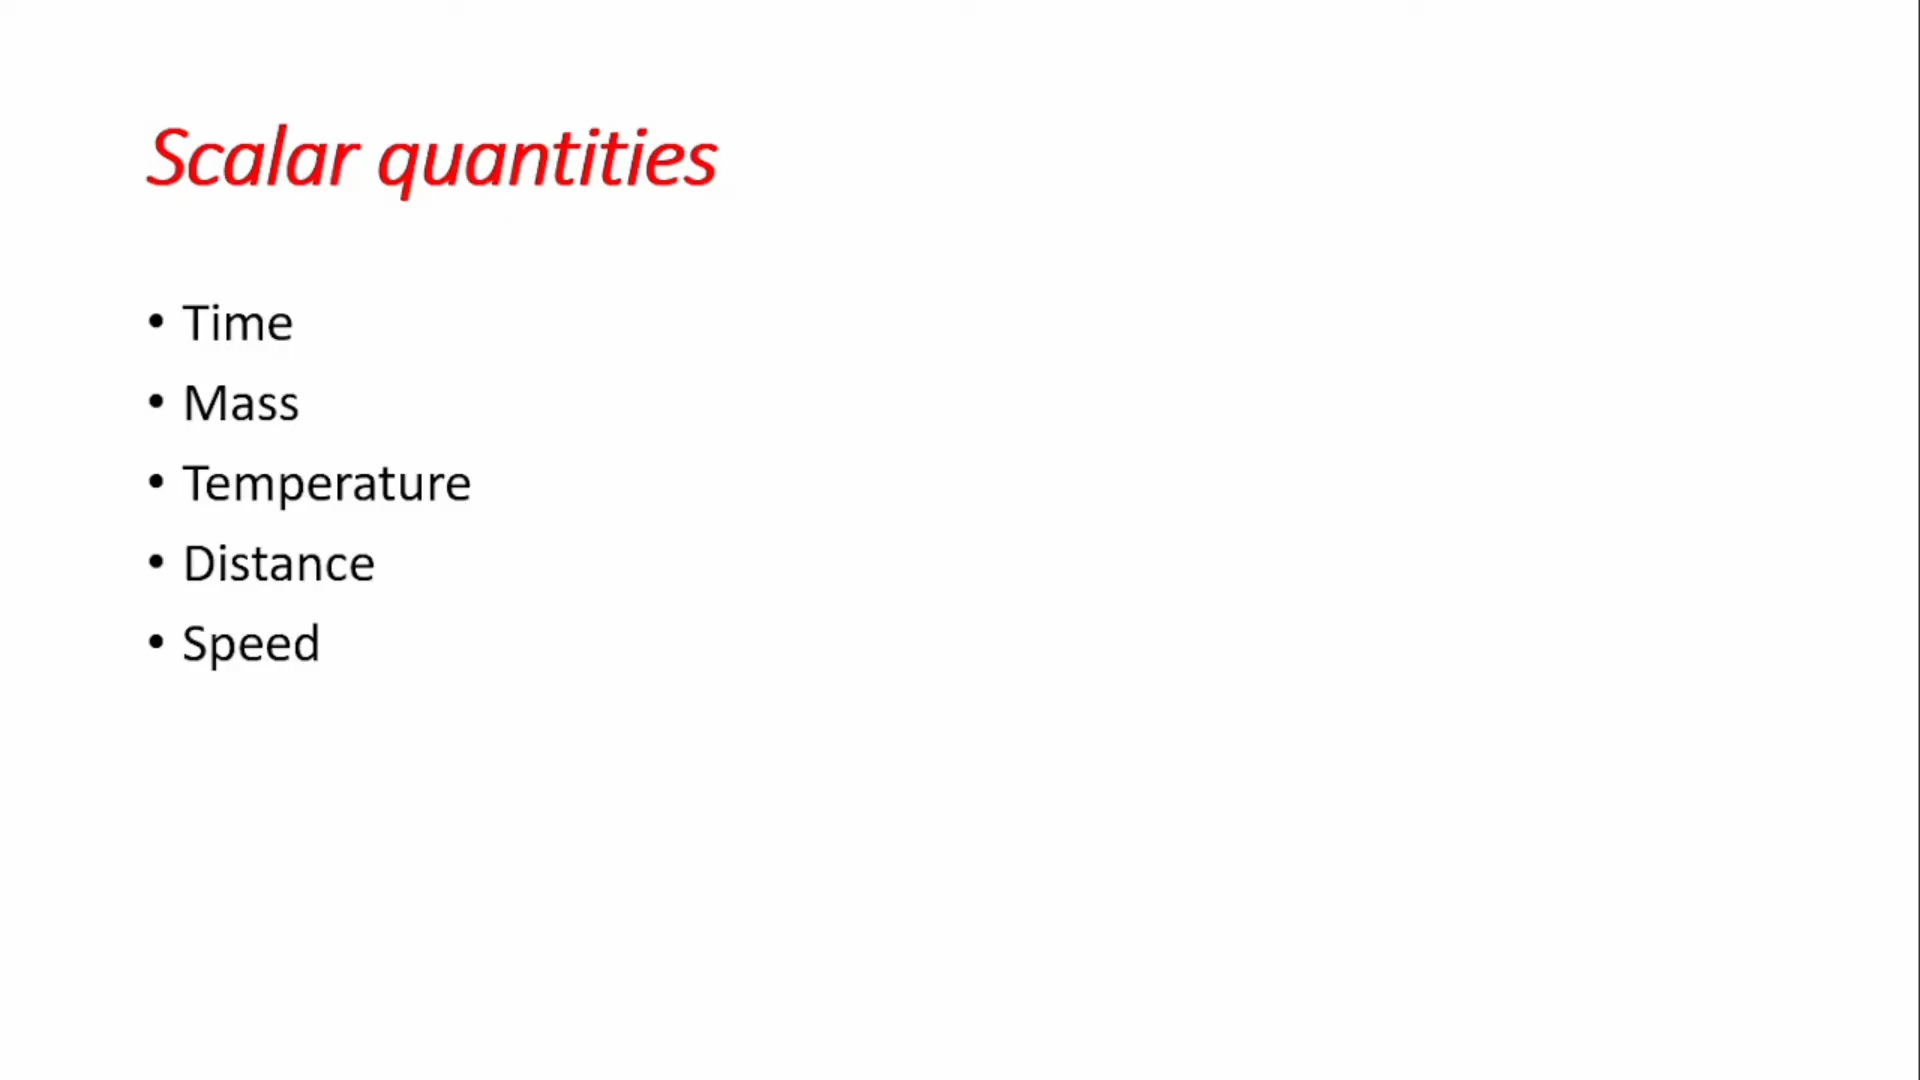 Scalar quantities
• Time
• Mass
• Temperature
• Distance
• Speed